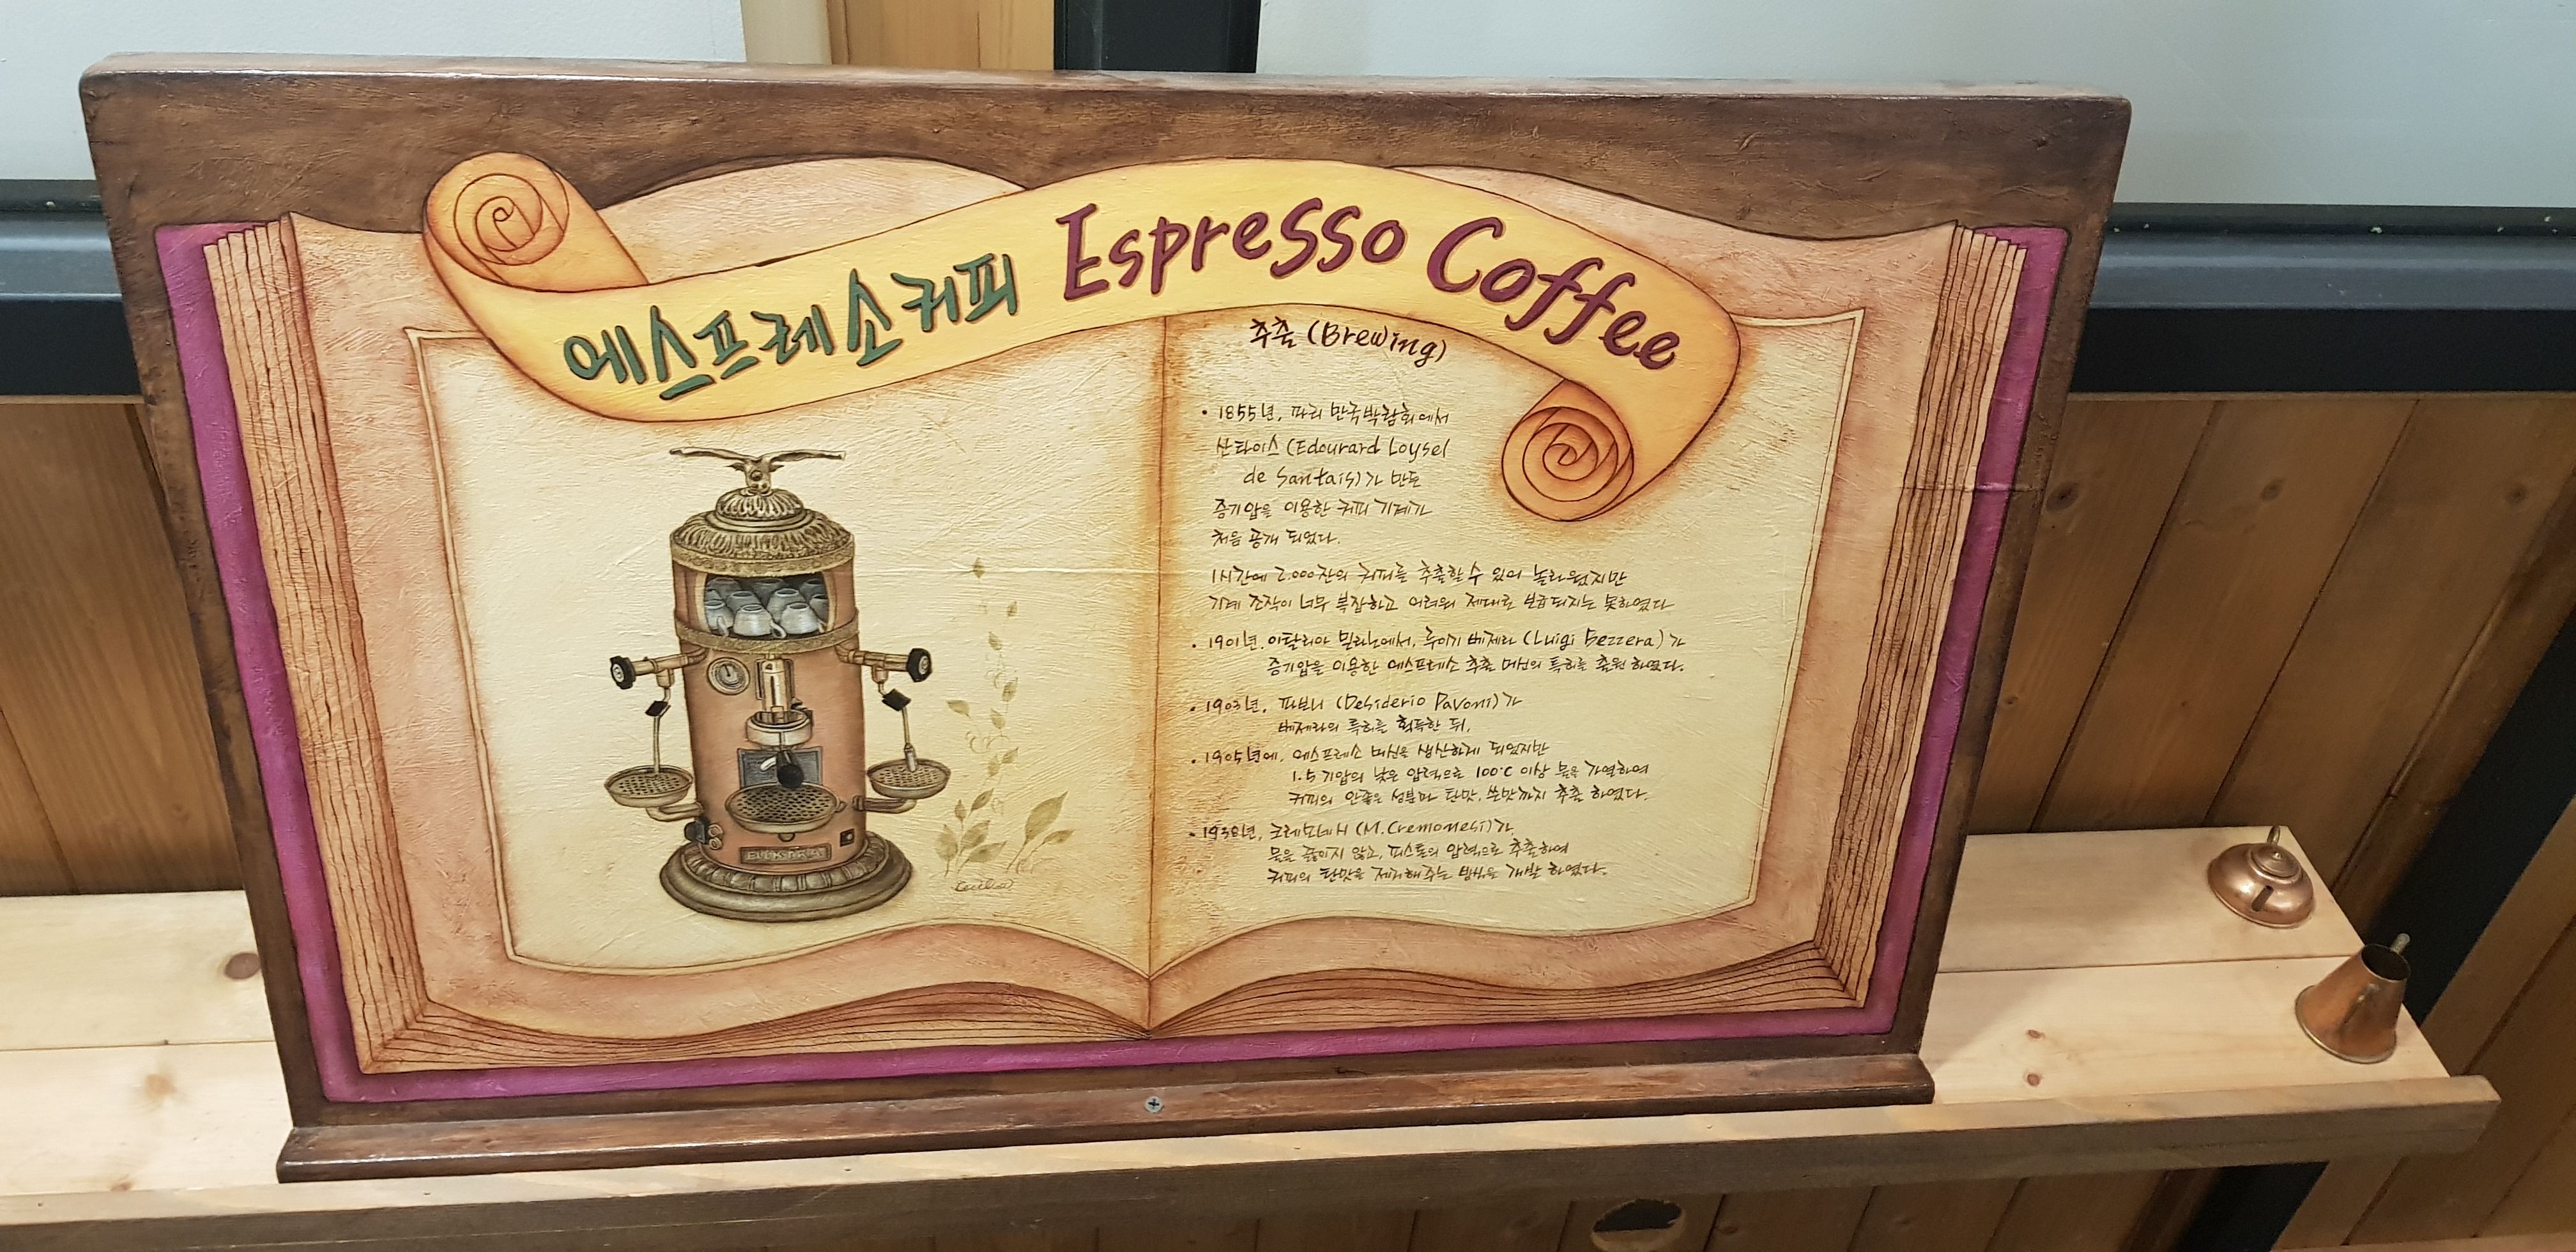 에스프레소커피 Espresso Coffee
추출 (Brewing)
• 1855년, 파리 만국박람회에서
산타이스 (Edourard Loysel
de Santais)가 만든
증기압을 이용한 커피 기계가
처음 공개 되었다.
1시간에 2.000잔의 커피를 추출할 수 있어 놀라웠지만
기계 조작이 너무 복잡하고 어려워 제대로 보급되지는 못하였다
• 1901년. 이탈리아 밀라노에서, 루이기 베제라 (Luigi Bezzera)가
증기압을 이용한 에스프레소 추출 머신의 특허를 출원 하였다.
• 1903년, 파보니 (Desiderio Pavoni)가
베제라의 특허를 획득한 뒤,
• 1905년에, 에스프레소 머신을 생산하게 되었지만
1.5 기압의 낮은 압력으로 100°C 이상 물을 가열하여
커피의 안좋은 성분과 탄맛, 쓴맛까지 추출 하였다.
• 1938년, 크레모네시 (M. Cremonesi)가,
물을 끓이지 않고, 피스톤의 압력으로 추출하여
커피의 탄맛을 제거해주는 방식을 개발 하였다.
Cecilia